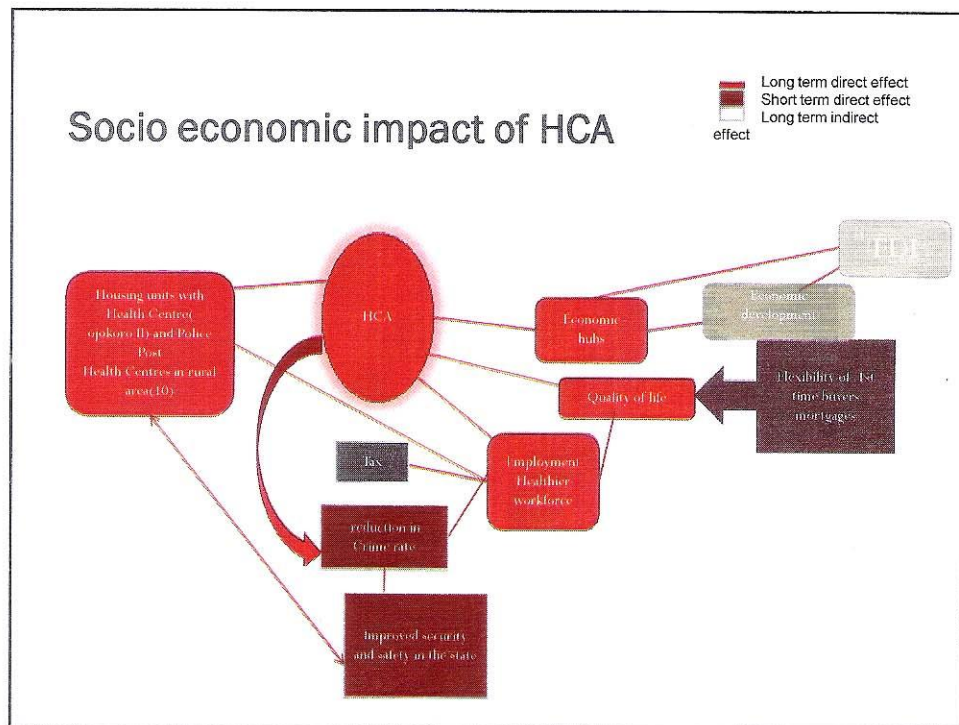 Long term direct effect
Short term direct effect
Long term indirect
effect
Socio economic impact of HCA
Housing units with
Health Centre(
ojokoro II) and Police
Post
Health Centres in rural
area(10)
HCA
Economic
hubs
Economic
development
Quality of life
Flexibility of 1st
time buyers
mortgages
Tax
Employment
Healthier
workforce
reduction in
Crime rate
Improved security
and safety in the state